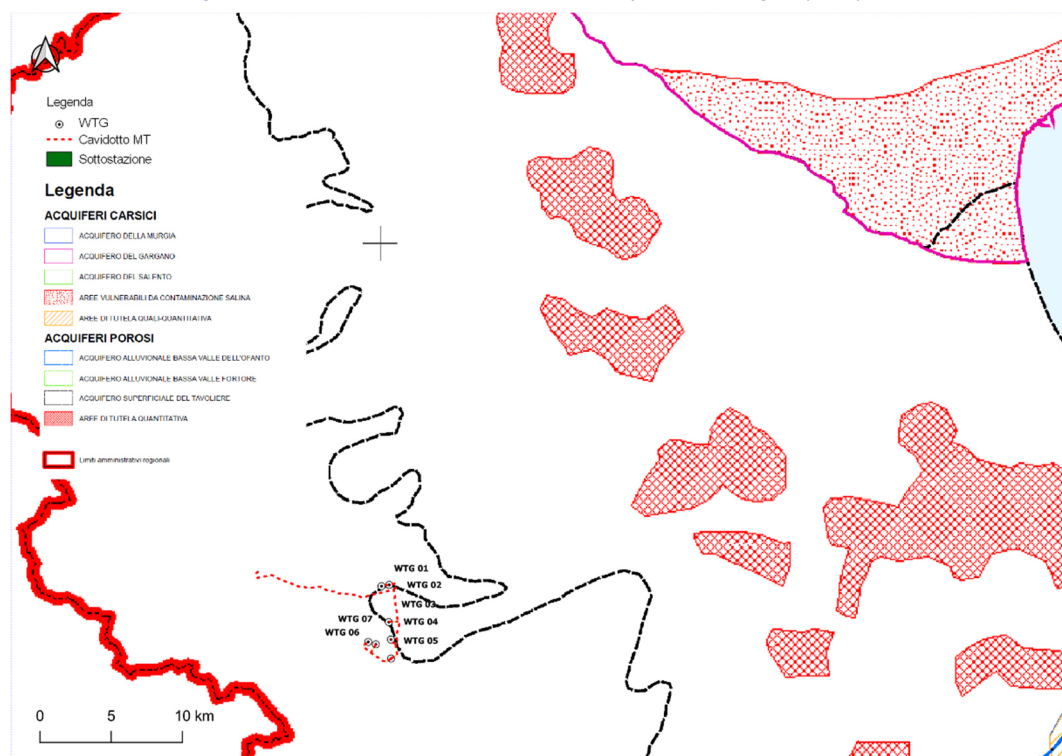 Legenda
WTG
Cavidotto MT
Sottostazione
Legenda
ACQUIFERI CARSICI
ACQUIFERO DELLA MURGIA
ACQUIFERO DEL GARGANO
ACQUIFERO DEL SALENTO
AREE VULNERABILI DA CONTAMINAZIONE SALINA
AREE DI TUTELA QUALI-QUANTITATIVA
ACQUIFERI POROSI
ACQUIFERO ALLUVIONALE BASSA VALLE DELL'OFANTO
ACQUIFERO ALLUVIONALE BASSA VALLE FORTORE
ACQUIFERO SUPERFICIALE DEL TAVOLIERE
AREE DI TUTELA QUANTITATIVA
Limiti amministrativi regionali
WTG 01
WTG 02
WTG 03
WTG 07
WTG 04
WTG 06
WTG 05
0 5 10 km